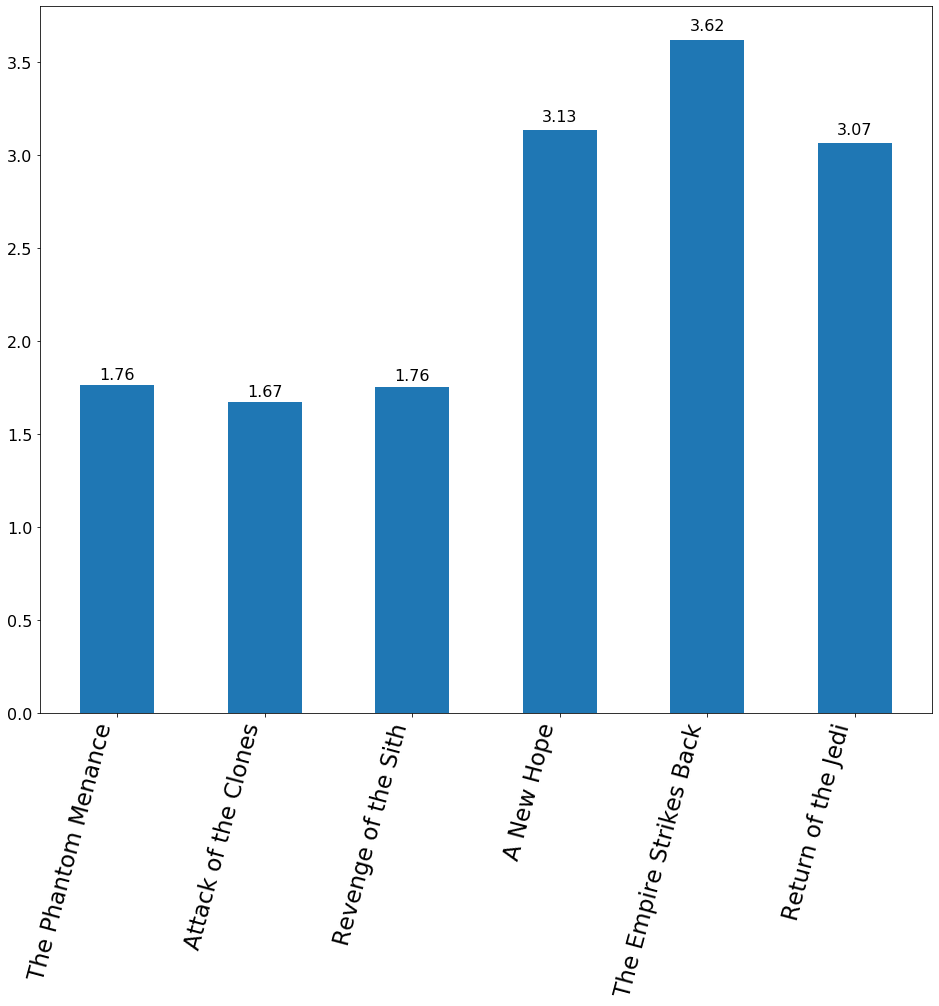 3.62
3.5
3.13
3.07
3.0
2.5
2.0
1.76
1.67
1.76
1.5
1.0
0.5
0.0
The Phantom Menance
Attack of the Clones
Revenge of the Sith
A New Hope
The Empire Strikes Back
Return of the Jedi